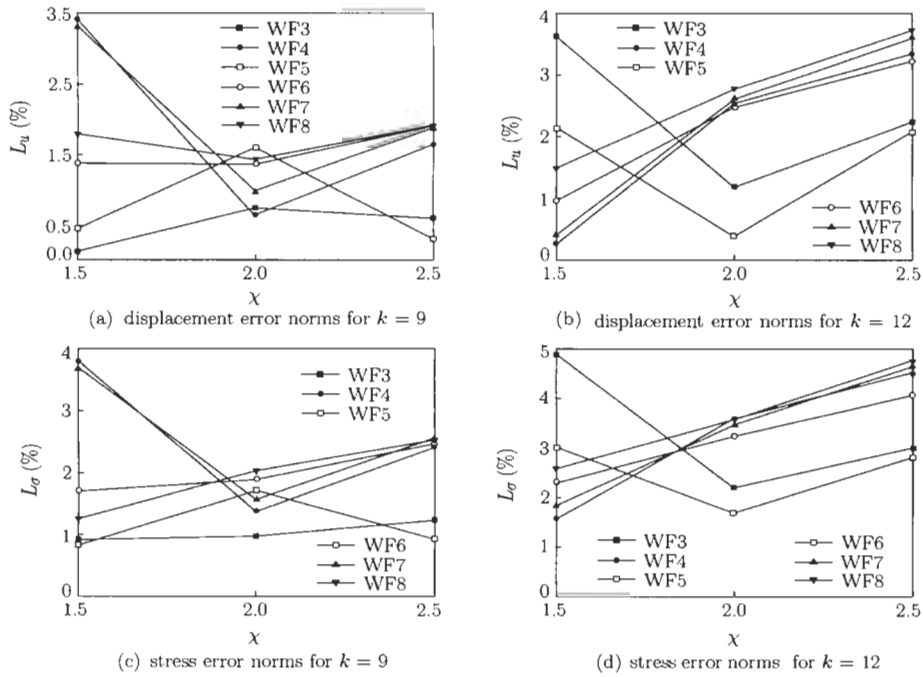 3.5
2.5
1.5
0.5
0.0
L_u (%)
WF3
WF4
WF5
WF6
WF7
WF8
1.5 2.0 2.5
χ
(a) displacement error norms for k = 9
4
3
2
1
0
L_u (%)
WF3
WF4
WF5
WF6
WF7
WF8
1.5 2.0 2.5
χ
(b) displacement error norms for k = 12
4
3
2
1
0
L_σ (%)
WF3
WF4
WF5
WF6
WF7
WF8
1.5 2.0 2.5
χ
(c) stress error norms for k = 9
5
4
3
2
1
0
L_σ (%)
WF3
WF4
WF5
WF6
WF7
WF8
1.5 2.0 2.5
χ
(d) stress error norms for k = 12